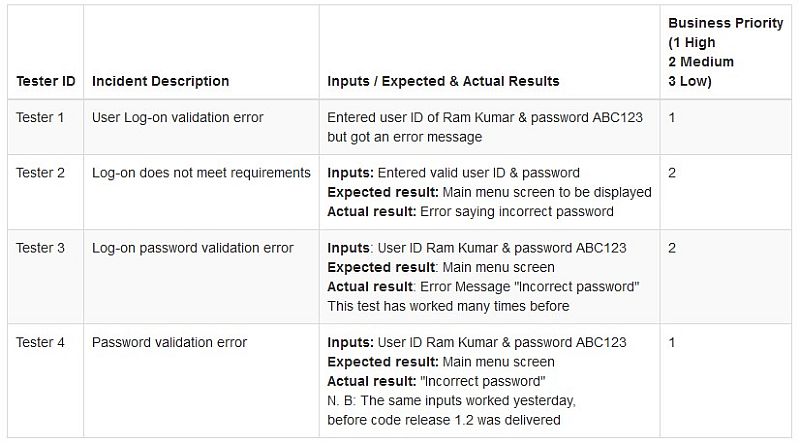 Business Priority
(1 High
2 Medium
Tester ID Incident Description Inputs / Expected & Actual Results 3 Low)
Tester 1 User Log-on validation error Entered user ID of Ram Kumar & password ABC123 1
but got an error message
Tester 2 Log-on does not meet requirements Inputs: Entered valid user ID & password 2
Expected result: Main menu screen to be displayed
Actual result: Error saying incorrect password
Tester 3 Log-on password validation error Inputs: User ID Ram Kumar & password ABC123 2
Expected result: Main menu screen
Actual result: Error Message "Incorrect password"
This test has worked many times before
Tester 4 Password validation error Inputs: User ID Ram Kumar & password ABC123 1
Expected result: Main menu screen
Actual result: "Incorrect password"
N. B: The same inputs worked yesterday,
before code release 1.2 was delivered